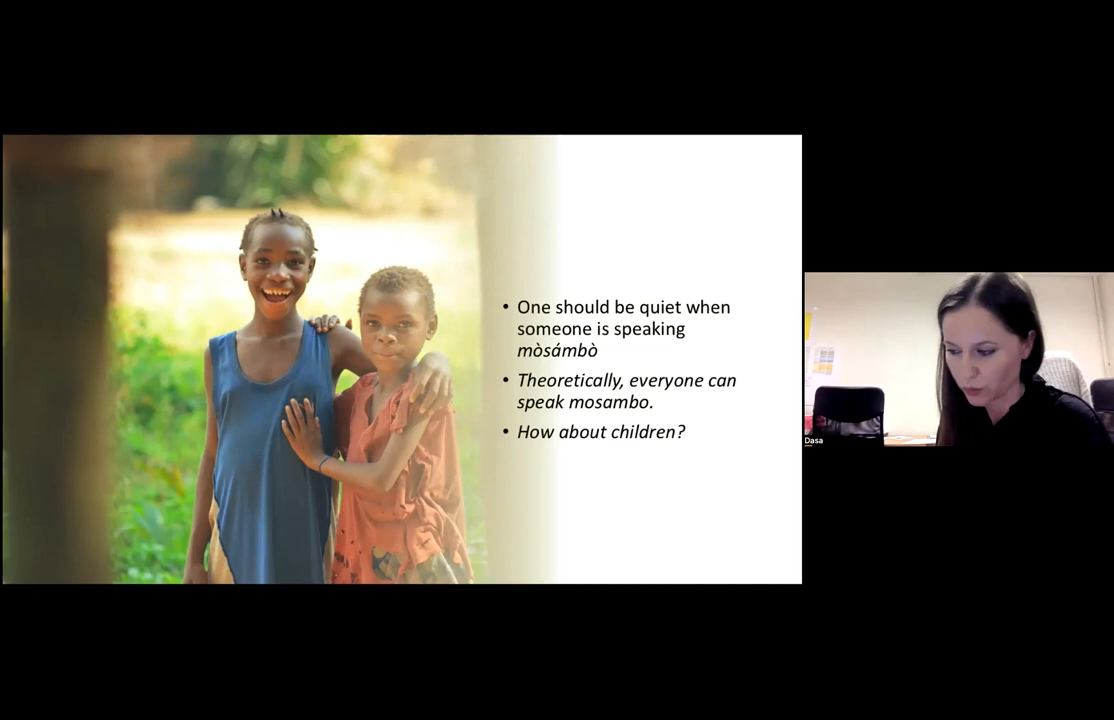 • One should be quiet when
someone is speaking
mòsámbò
• Theoretically, everyone can
speak mosambo.
• How about children?
Dasa